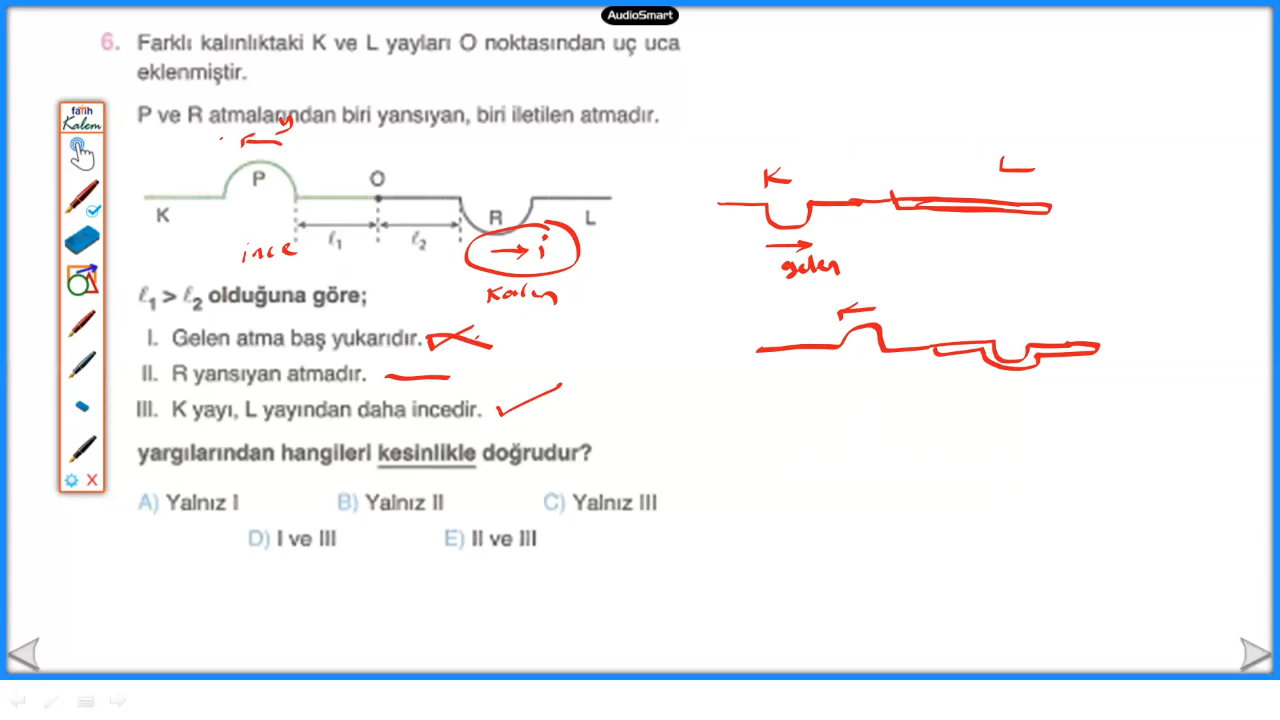 AudioSmart
6. Farklı kalınlıktaki K ve L yayları O noktasından uç uca
eklenmiştir.
fatih
Kalem
P ve R atmalarından biri yansıyan, biri iletilen atmadır.
y
P
O
K
R
L
ℓ1
ℓ2
ince
i
kalın
K
L
gelen
ℓ1 > ℓ2 olduğuna göre;
I. Gelen atma baş yukarıdır.
II. R yansıyan atmadır.
III. K yayı, L yayından daha incedir.
yargılarından hangileri kesinlikle doğrudur?
A) Yalnız I B) Yalnız II C) Yalnız III
D) I ve III E) II ve III